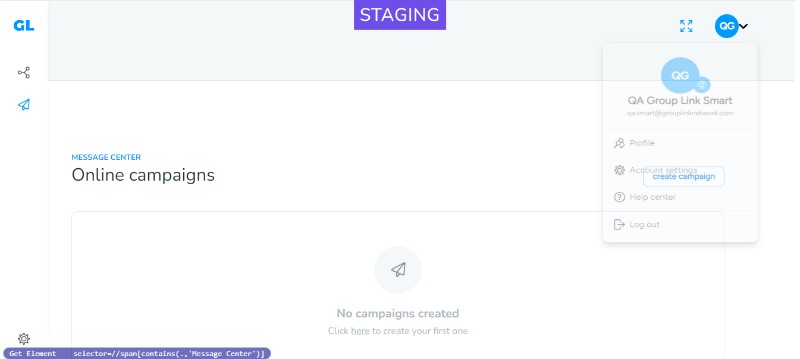 STAGING
GL
QG
QG
QA Group Link Smart
qa-smart@grouplinknetwork.com
MESSAGE CENTER
Online campaigns
Profile
Account settings
create campaign
Help center
Log out
No campaigns created
Click here to create your first one
Get Element selector=//span[contains(.,'Message Center')]